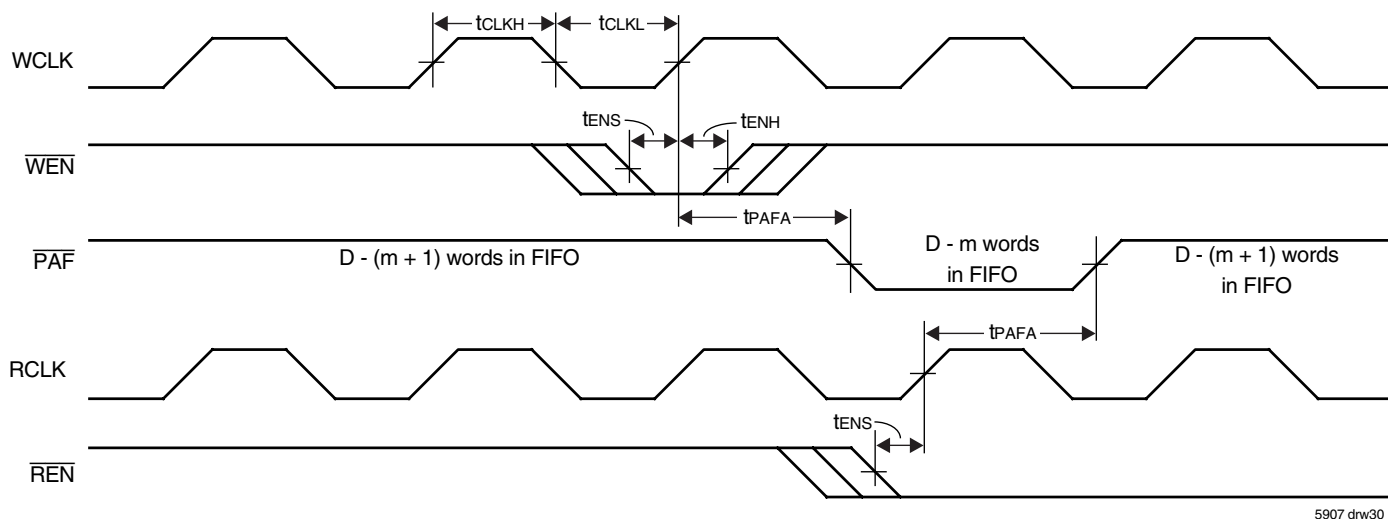 tCLKH
tCLKL
WCLK
tENS
tENH
WEN
tPAFA
PAF
D - (m + 1) words in FIFO
D - m words
in FIFO
D - (m + 1) words
in FIFO
tPAFA
RCLK
tENS
REN
5907 drw30